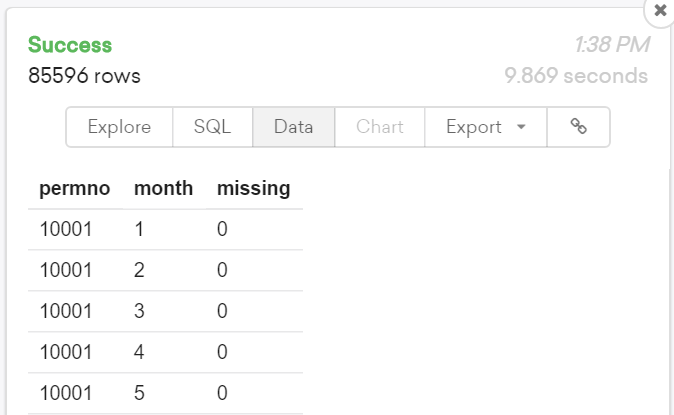 Success 1:38 PM
85596 rows 9.869 seconds
Explore SQL Data Chart Export
permno month missing
10001 1 0
10001 2 0
10001 3 0
10001 4 0
10001 5 0